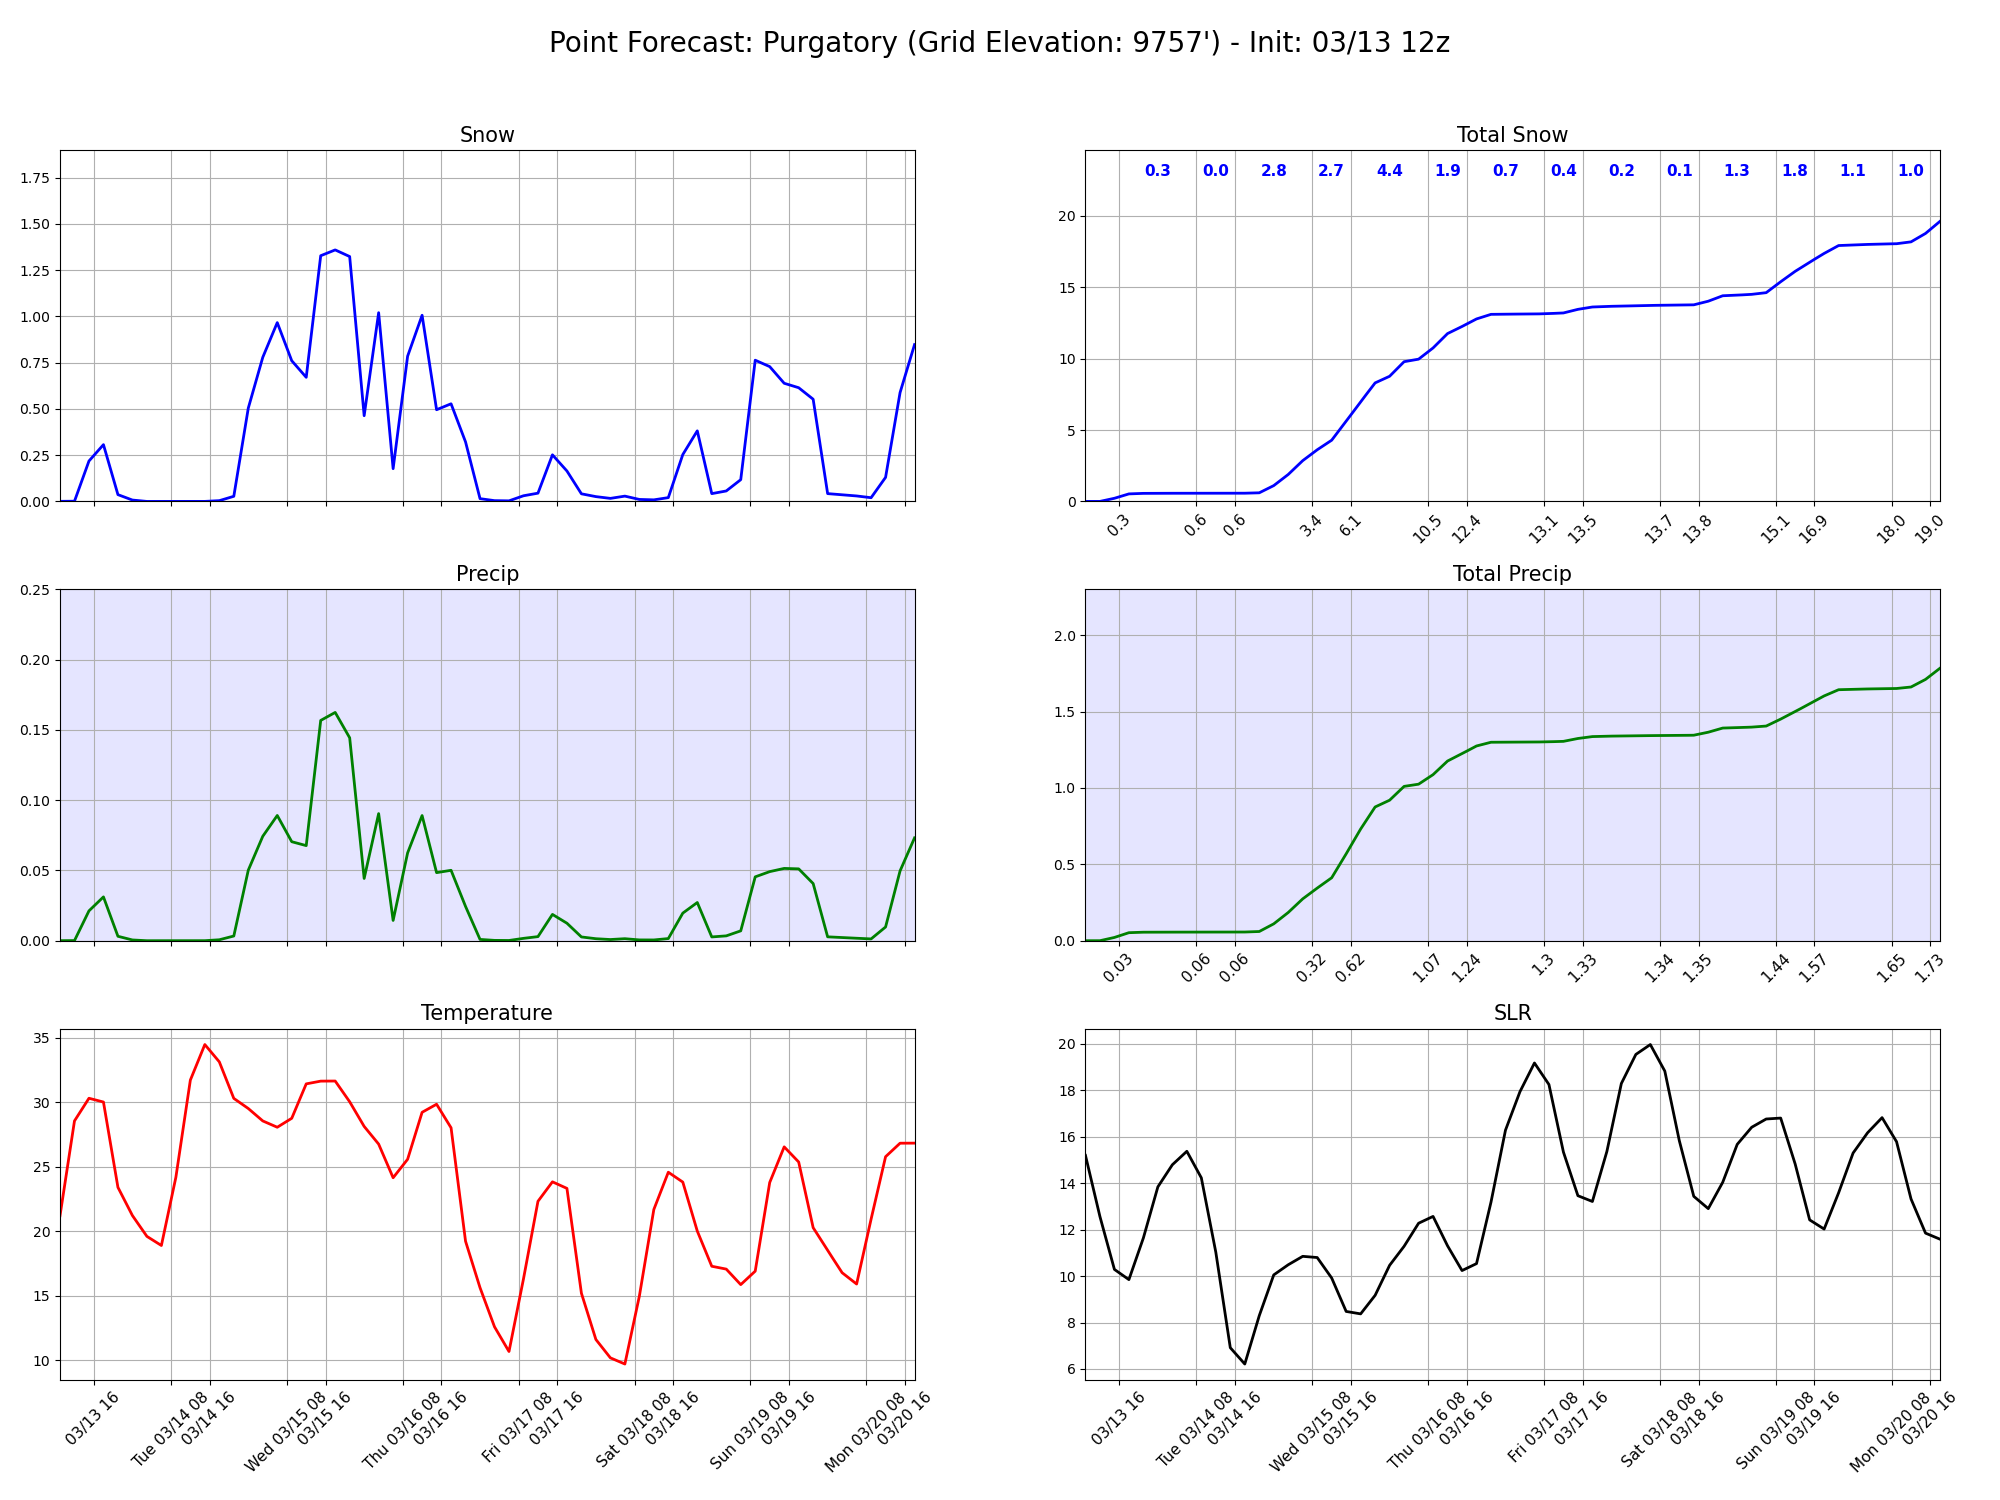 Point Forecast: Purgatory (Grid Elevation: 9757') - Init: 03/13 12z
Snow
1.75
1.50
1.25
1.00
0.75
0.50
0.25
0.00
Total Snow
0.3 0.0 2.8 2.7 4.4 1.9 0.7 0.4 0.2 0.1 1.3 1.8 1.1 1.0
20
15
10
5
0
0.3 0.6 0.6 3.4 6.1 10.5 12.4 13.1 13.5 13.7 13.8 15.1 16.9 18.0 19.0
Precip
0.25
0.20
0.15
0.10
0.05
0.00
Total Precip
2.0
1.5
1.0
0.5
0.0
0.03 0.06 0.06 0.32 0.62 1.07 1.24 1.3 1.33 1.34 1.35 1.44 1.57 1.65 1.73
Temperature
35
30
25
20
15
10
03/13 16
Tue 03/14 08
03/14 16
Wed 03/15 08
03/15 16
Thu 03/16 08
03/16 16
Fri 03/17 08
03/17 16
Sat 03/18 08
03/18 16
Sun 03/19 08
03/19 16
Mon 03/20 08
03/20 16
SLR
20
18
16
14
12
10
8
6
03/13 16
Tue 03/14 08
03/14 16
Wed 03/15 08
03/15 16
Thu 03/16 08
03/16 16
Fri 03/17 08
03/17 16
Sat 03/18 08
03/18 16
Sun 03/19 08
03/19 16
Mon 03/20 08
03/20 16